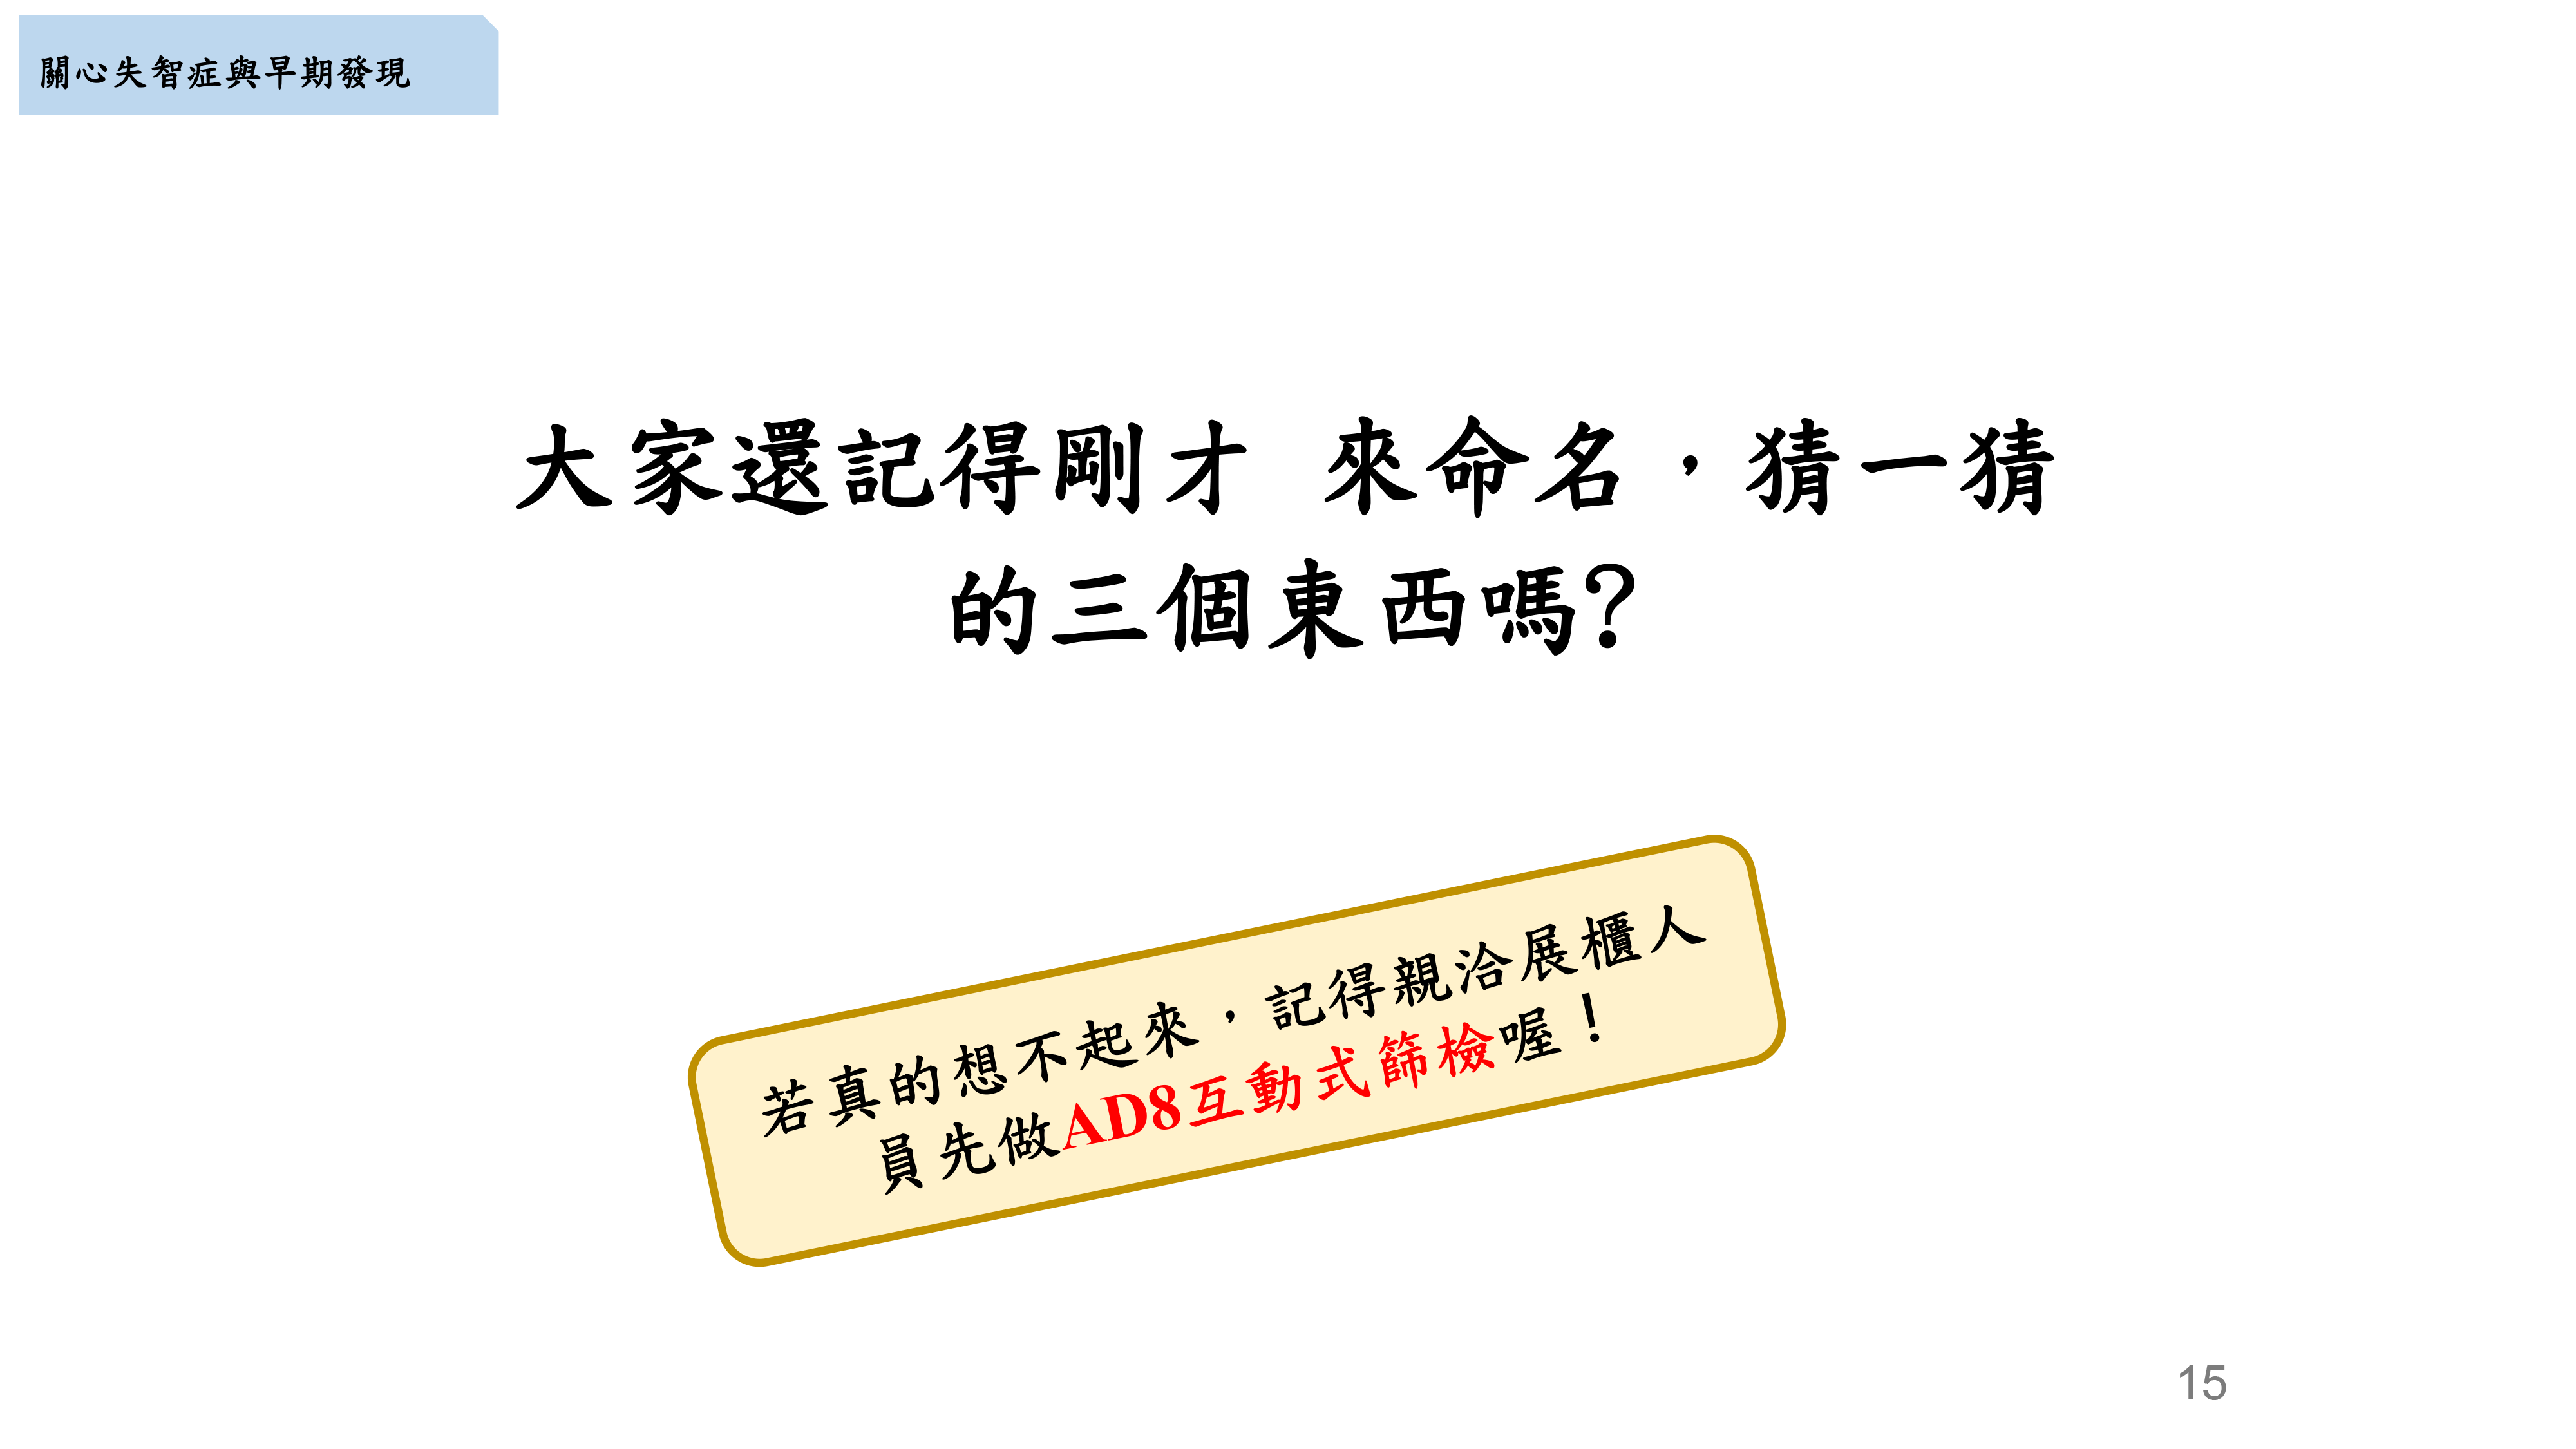 關心失智症與早期發現
大家還記得剛才 來命名，猜一猜
的三個東西嗎?
若真的想不起來，記得親洽展櫃人
員先做AD8互動式篩檢喔！
15